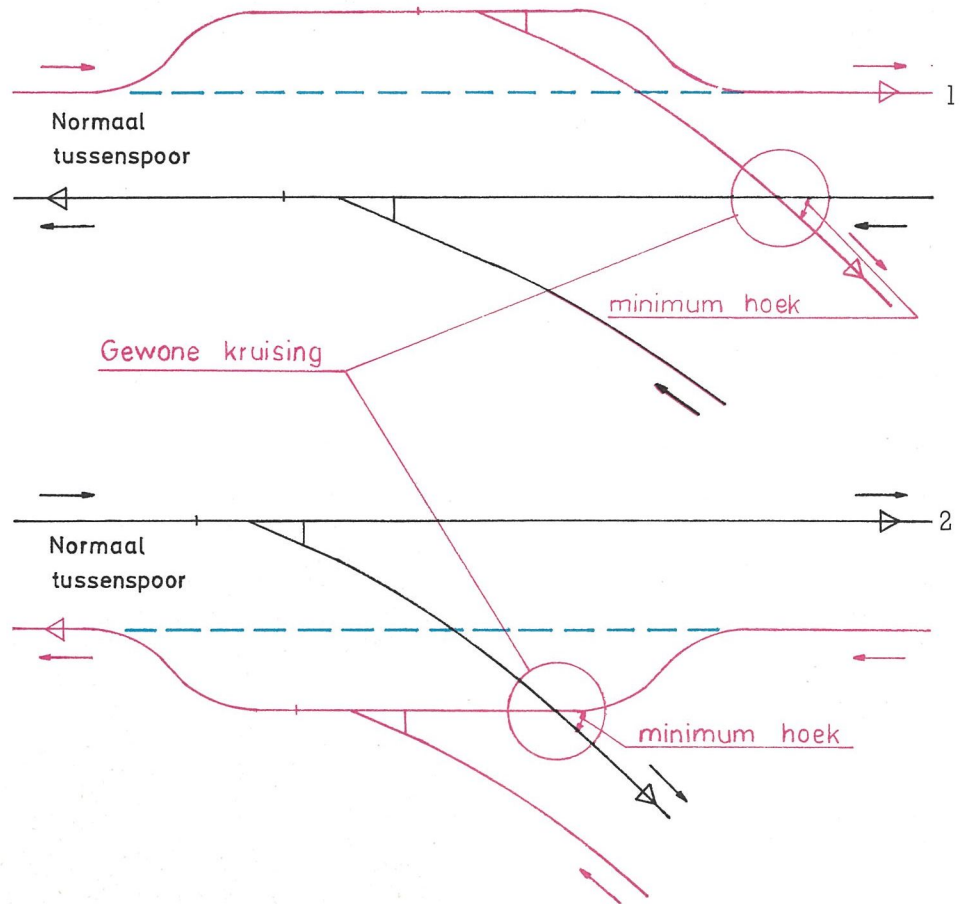 1
Normaal
tussenspoor
minimum hoek
Gewone kruising
2
Normaal
tussenspoor
minimum hoek